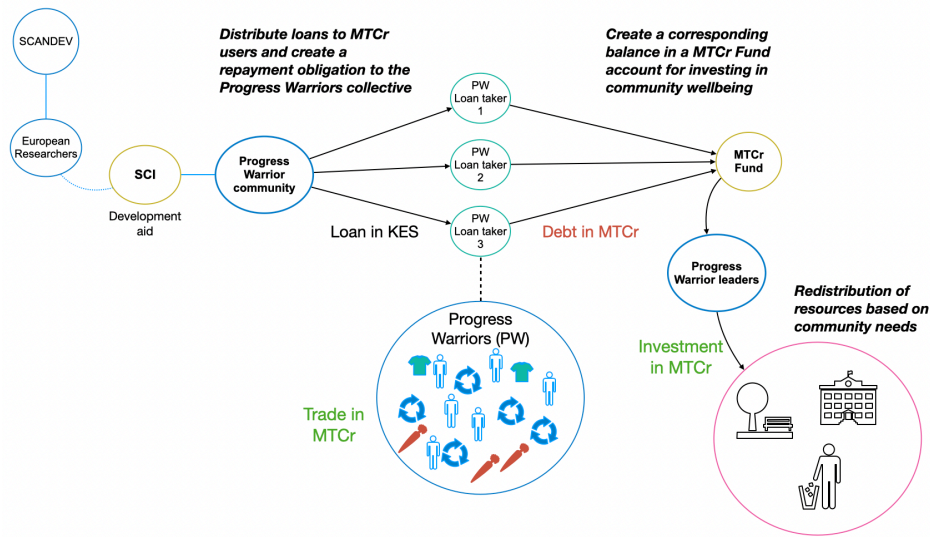 SCANDEV
European
Researchers
SCI
Development
aid
Distribute loans to MTCr
users and create a
repayment obligation to the
Progress Warriors collective
Progress
Warrior
community
PW
Loan taker
1
PW
Loan taker
2
PW
Loan taker
3
Loan in KES
Debt in MTCr
Create a corresponding
balance in a MTCr Fund
account for investing in
community wellbeing
MTCr
Fund
Progress
Warrior leaders
Redistribution of
resources based on
community needs
Investment
in MTCr
Progress
Warriors (PW)
Trade in
MTCr